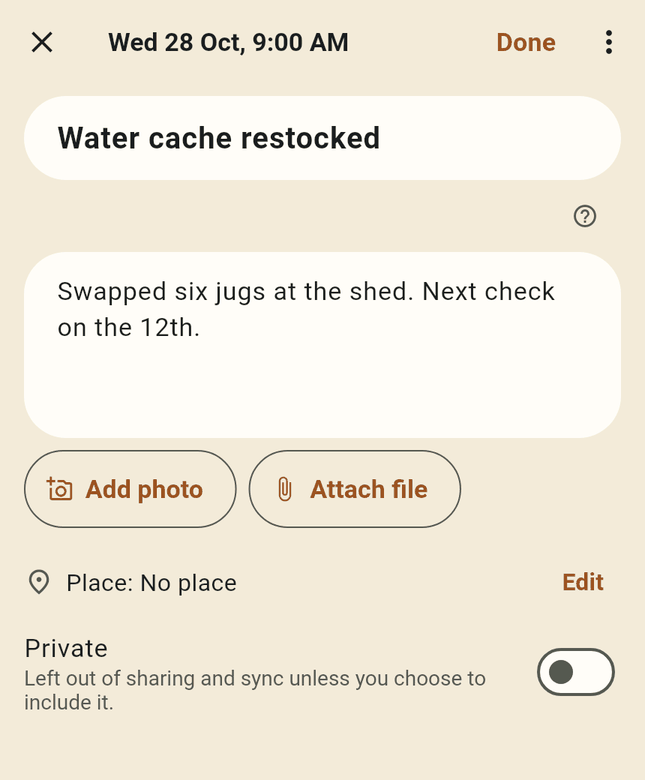 Wed 28 Oct, 9:00 AM
Done
Water cache restocked
Swapped six jugs at the shed. Next check
on the 12th.
Add photo
Attach file
Place: No place
Edit
Private
Left out of sharing and sync unless you choose to
include it.